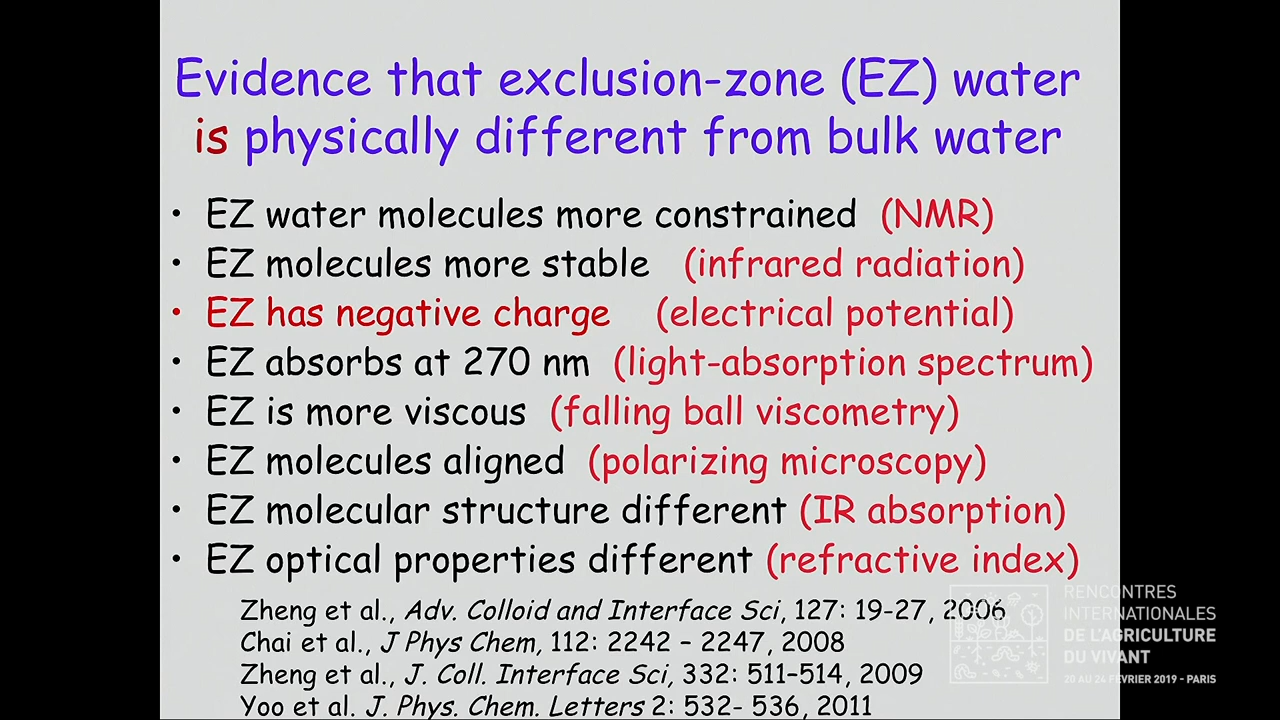 Evidence that exclusion-zone (EZ) water
is physically different from bulk water
• EZ water molecules more constrained (NMR)
• EZ molecules more stable (infrared radiation)
• EZ has negative charge (electrical potential)
• EZ absorbs at 270 nm (light-absorption spectrum)
• EZ is more viscous (falling ball viscometry)
• EZ molecules aligned (polarizing microscopy)
• EZ molecular structure different (IR absorption)
• EZ optical properties different (refractive index)
Zheng et al., Adv. Colloid and Interface Sci, 127: 19-27, 2006
Chai et al., J Phys Chem, 112: 2242 – 2247, 2008
Zheng et al., J. Coll. Interface Sci, 332: 511–514, 2009
Yoo et al. J. Phys. Chem. Letters 2: 532- 536, 2011
RENCONTRES
INTERNATIONALES
DE L'AGRICULTURE
DU VIVANT
20 AU 24 FÉVRIER 2019 - PARIS